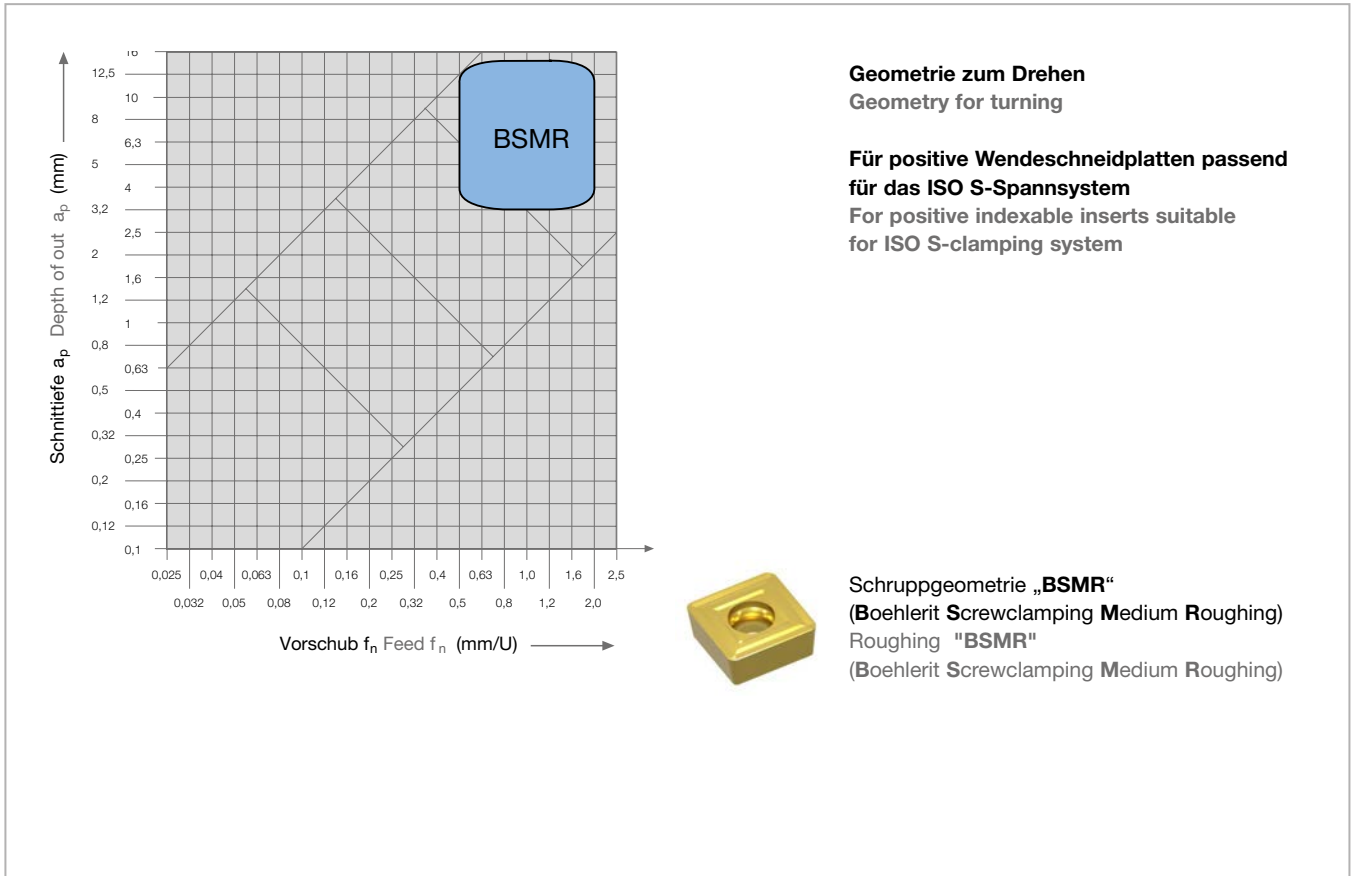 16
12,5
10
8
6,3
5
4
3,2
2,5
2
1,6
1,2
1
0,8
0,63
0,5
0,4
0,32
0,25
0,2
0,16
0,12
0,1
Schnittiefe ap Depth of out ap (mm)
BSMR
0,025 0,04 0,063 0,1 0,16 0,25 0,4 0,63 1,0 1,6 2,5
0,032 0,05 0,08 0,12 0,2 0,32 0,5 0,8 1,2 2,0
Vorschub fn Feed fn (mm/U)
Geometrie zum Drehen
Geometry for turning
Für positive Wendeschneidplatten passend
für das ISO S-Spannsystem
For positive indexable inserts suitable
for ISO S-clamping system
Schruppgeometrie „BSMR“
(Boehlerit Screwclamping Medium Roughing)
Roughing "BSMR"
(Boehlerit Screwclamping Medium Roughing)